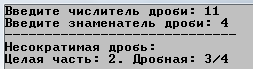 Введите числитель дроби: 11
Введите знаменатель дроби: 4
-----------------------------------
Несократимая дробь:
Целая часть: 2. Дробная: 3/4